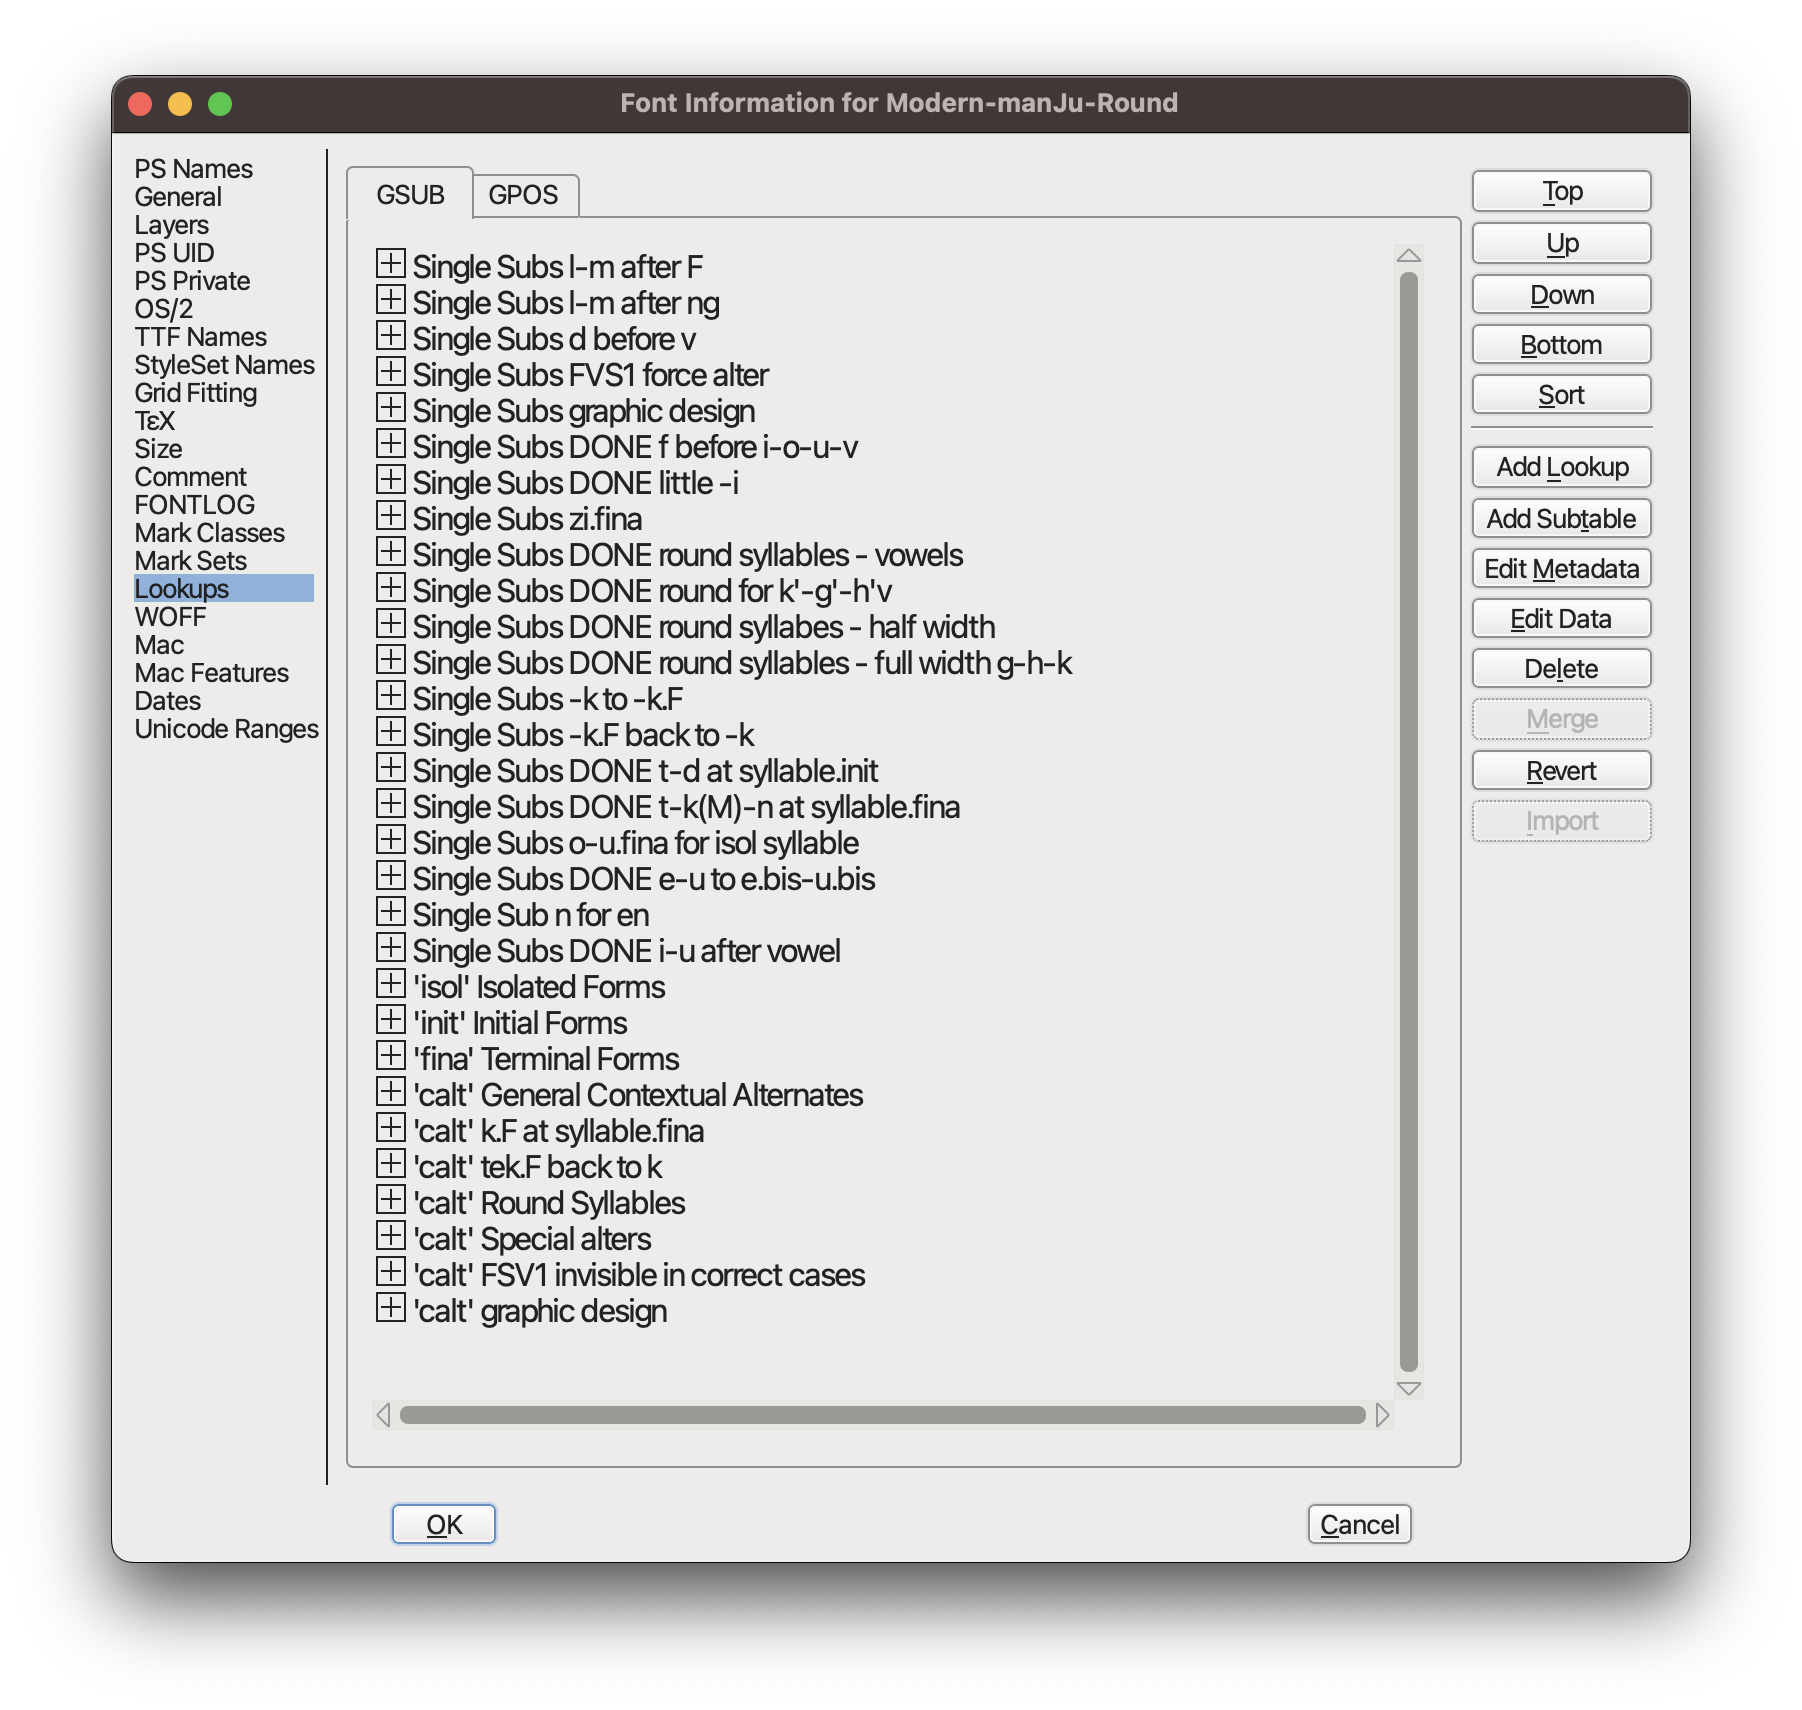 Font Information for Modern-manJu-Round
PS Names
General
Layers
PS UID
PS Private
OS/2
TTF Names
StyleSet Names
Grid Fitting
TεX
Size
Comment
FONTLOG
Mark Classes
Mark Sets
Lookups
WOFF
Mac
Mac Features
Dates
Unicode Ranges
GSUB GPOS
Single Subs l-m after F
Single Subs l-m after ng
Single Subs d before v
Single Subs FVS1 force alter
Single Subs graphic design
Single Subs DONE f before i-o-u-v
Single Subs DONE little -i
Single Subs zi.fina
Single Subs DONE round syllables - vowels
Single Subs DONE round for k'-g'-h'v
Single Subs DONE round syllabes - half width
Single Subs DONE round syllables - full width g-h-k
Single Subs -k to -k.F
Single Subs -k.F back to -k
Single Subs DONE t-d at syllable.init
Single Subs DONE t-k(M)-n at syllable.fina
Single Subs o-u.fina for isol syllable
Single Subs DONE e-u to e.bis-u.bis
Single Sub n for en
Single Subs DONE i-u after vowel
'isol' Isolated Forms
'init' Initial Forms
'fina' Terminal Forms
'calt' General Contextual Alternates
'calt' k.F at syllable.fina
'calt' tek.F back to k
'calt' Round Syllables
'calt' Special alters
'calt' FSV1 invisible in correct cases
'calt' graphic design
Top
Up
Down
Bottom
Sort
Add Lookup
Add Subtable
Edit Metadata
Edit Data
Delete
Merge
Revert
Import
OK
Cancel